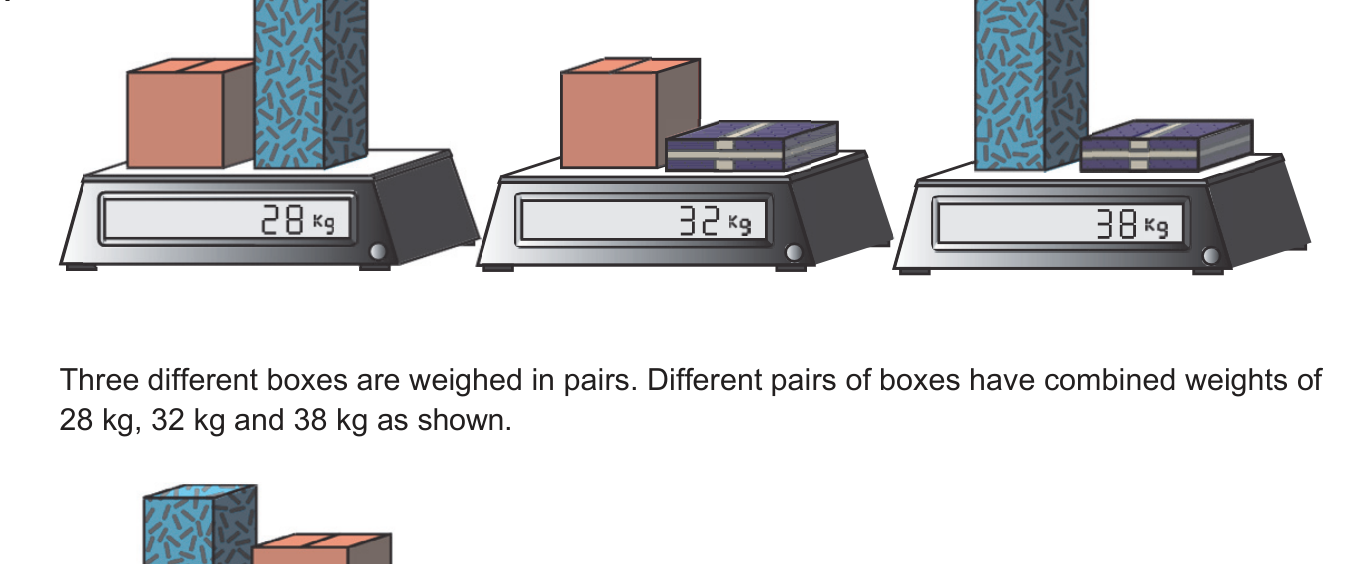 28 Kg
32 Kg
38 Kg
Three different boxes are weighed in pairs. Different pairs of boxes have combined weights of
28 kg, 32 kg and 38 kg as shown.